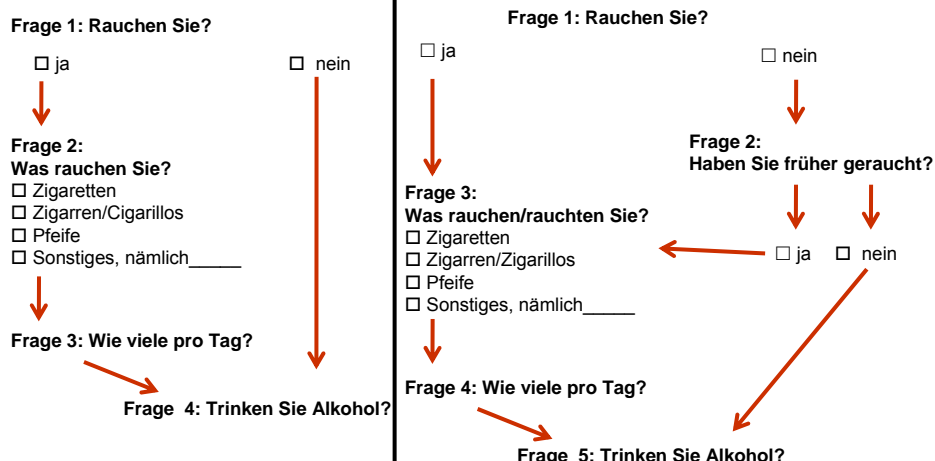 Frage 1: Rauchen Sie?
☐ ja
☐ nein
Frage 2:
Was rauchen Sie?
☐ Zigaretten
☐ Zigarren/Cigarillos
☐ Pfeife
☐ Sonstiges, nämlich_____
Frage 3: Wie viele pro Tag?
Frage 4: Trinken Sie Alkohol?
Frage 1: Rauchen Sie?
☐ ja
☐ nein
Frage 2:
Haben Sie früher geraucht?
☐ ja ☐ nein
Frage 3:
Was rauchen/rauchten Sie?
☐ Zigaretten
☐ Zigarren/Zigarillos
☐ Pfeife
☐ Sonstiges, nämlich_____
Frage 4: Wie viele pro Tag?
Frage 5: Trinken Sie Alkohol?